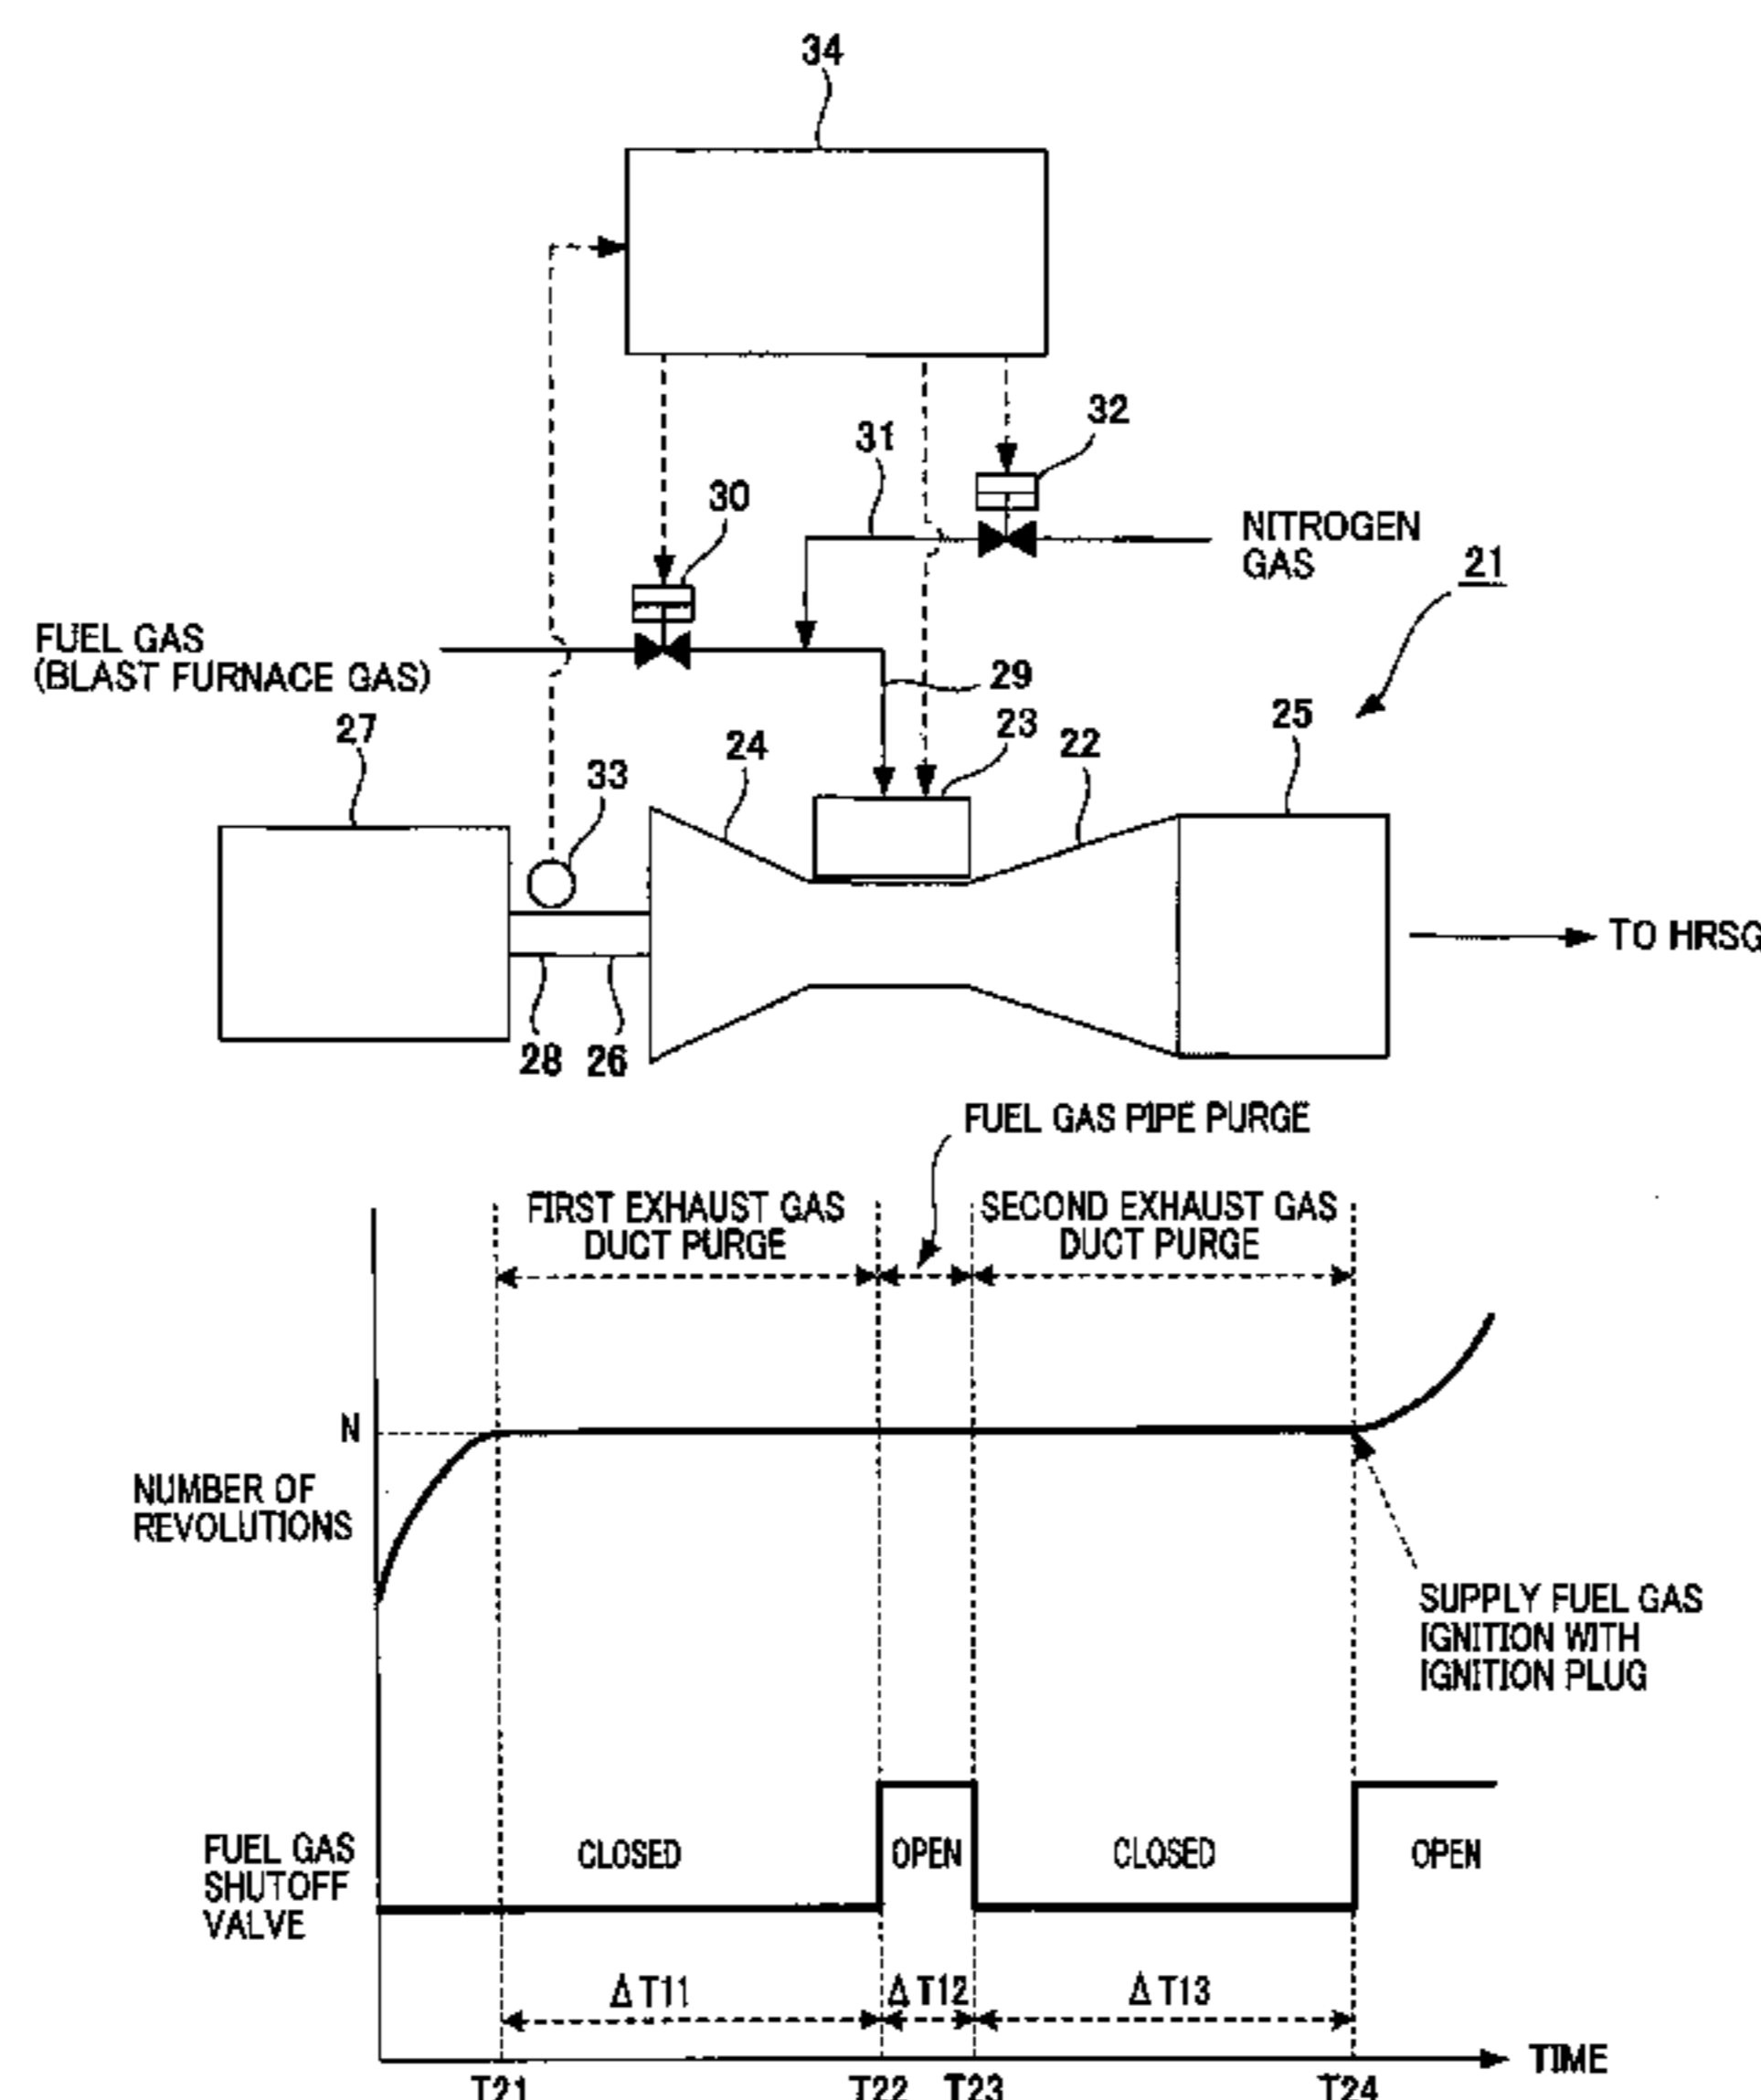 34
32
31
30
NITROGEN
GAS
21
FUEL GAS
(BLAST FURNACE GAS)
29
23
25
27
24
22
33
TO HRSG
28
26
FUEL GAS PIPE PURGE
FIRST EXHAUST GAS
DUCT PURGE
SECOND EXHAUST GAS
DUCT PURGE
N
NUMBER OF
REVOLUTIONS
SUPPLY FUEL GAS
IGNITION WITH
IGNITION PLUG
FUEL GAS
SHUTOFF
VALVE
CLOSED
OPEN
CLOSED
OPEN
ΔT11
ΔT12
ΔT13
TIME
T21
T22
T23
T24